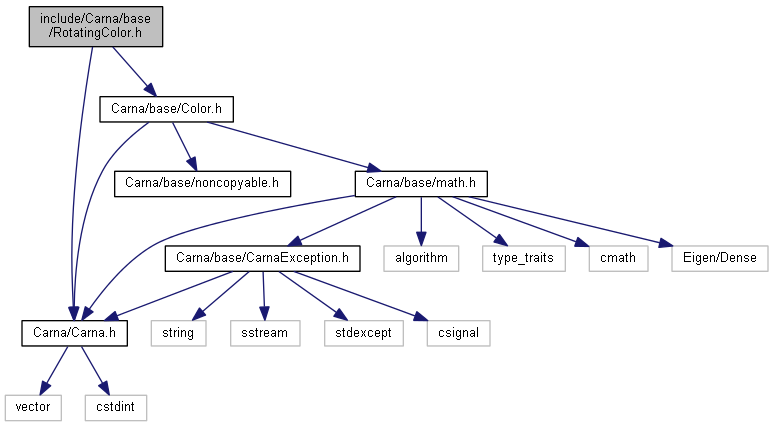 include/Carna/base
/RotatingColor.h
Carna/base/Color.h
Carna/base/noncopyable.h
Carna/base/math.h
Carna/base/CarnaException.h
algorithm
type_traits
cmath
Eigen/Dense
Carna/Carna.h
string
sstream
stdexcept
csignal
vector
cstdint